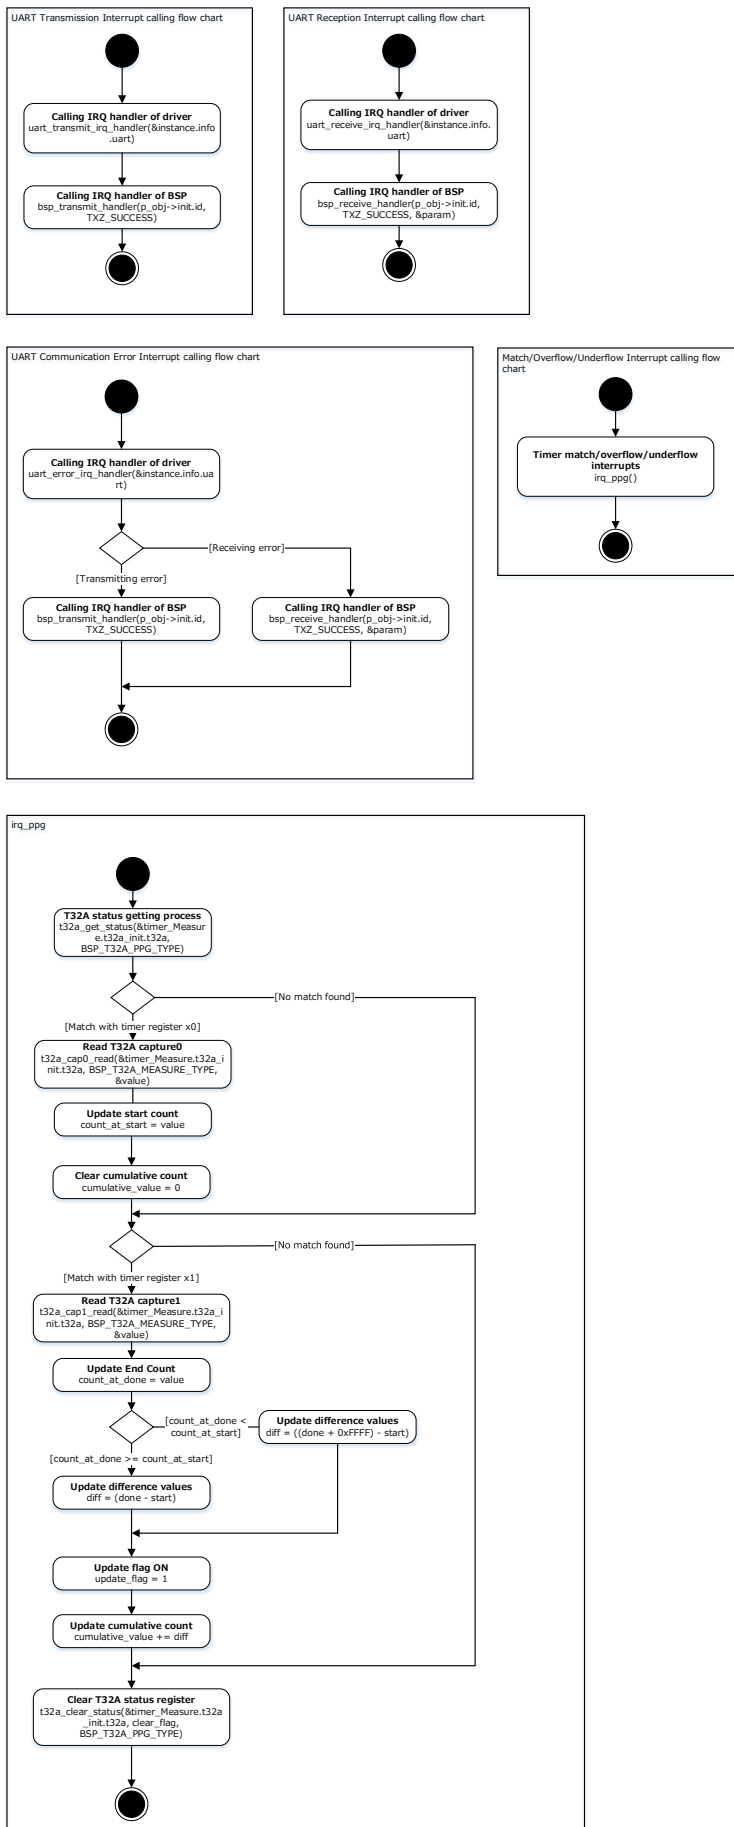 UART Transmission Interrupt calling flow chart
Calling IRQ handler of driver
uart_transmit_irq_handler(&instance.info
.uart)
Calling IRQ handler of BSP
bsp_transmit_handler(p_obj->init.id,
TXZ_SUCCESS)
UART Reception Interrupt calling flow chart
Calling IRQ handler of driver
uart_receive_irq_handler(&instance.info.
uart)
Calling IRQ handler of BSP
bsp_receive_handler(p_obj->init.id,
TXZ_SUCCESS, &param)
UART Communication Error Interrupt calling flow chart
Calling IRQ handler of driver
uart_error_irq_handler(&instance.info.ua
rt)
[Receiving error]
[Transmitting error]
Calling IRQ handler of BSP
bsp_transmit_handler(p_obj->init.id,
TXZ_SUCCESS)
Calling IRQ handler of BSP
bsp_receive_handler(p_obj->init.id,
TXZ_SUCCESS, &param)
Match/Overflow/Underflow Interrupt calling flow
chart
Timer match/overflow/underflow
interrupts
irq_ppg()
irq_ppg
T32A status getting process
t32a_get_status(&timer_Measur
e.t32a_init.t32a,
BSP_T32A_PPG_TYPE)
[No match found]
[Match with timer register x0]
Read T32A capture0
t32a_cap0_read(&timer_Measure.t32a_i
nit.t32a, BSP_T32A_MEASURE_TYPE,
&value)
Update start count
count_at_start = value
Clear cumulative count
cumulative_value = 0
[No match found]
[Match with timer register x1]
Read T32A capture1
t32a_cap1_read(&timer_Measure.t32a_i
nit.t32a, BSP_T32A_MEASURE_TYPE,
&value)
Update End Count
count_at_done = value
[count_at_done <
count_at_start]
Update difference values
diff = ((done + 0xFFFF) - start)
[count_at_done >= count_at_start]
Update difference values
diff = (done - start)
Update flag ON
update_flag = 1
Update cumulative count
cumulative_value += diff
Clear T32A status register
t32a_clear_status(&timer_Measure.t32a
_init.t32a, clear_flag,
BSP_T32A_PPG_TYPE)